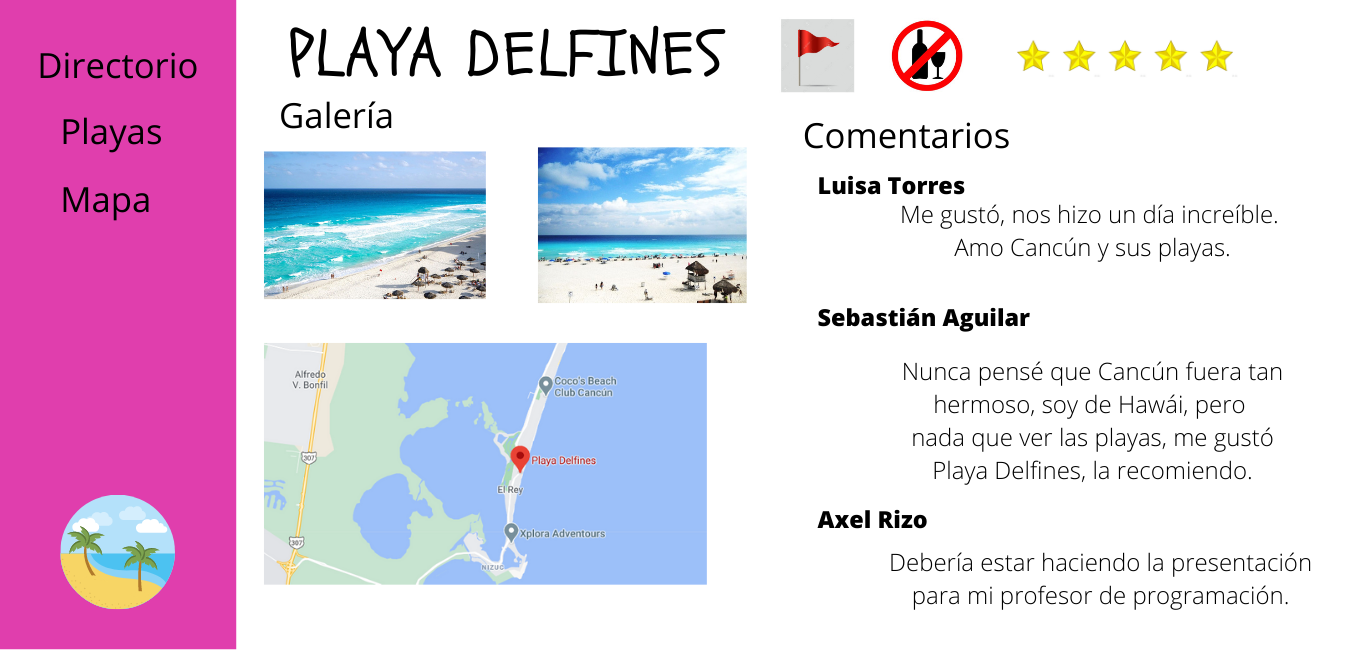 Directorio
Playas
Mapa
PLAYA DELFINES
Galería
Alfredo
V. Bonfil
307
307
Coco's Beach
Club Cancún
Playa Delfines
El Rey
Xplora Adventours
NIZUC
Comentarios
Luisa Torres
Me gustó, nos hizo un día increíble.
Amo Cancún y sus playas.
Sebastián Aguilar
Nunca pensé que Cancún fuera tan
hermoso, soy de Hawái, pero
nada que ver las playas, me gustó
Playa Delfines, la recomiendo.
Axel Rizo
Debería estar haciendo la presentación
para mi profesor de programación.